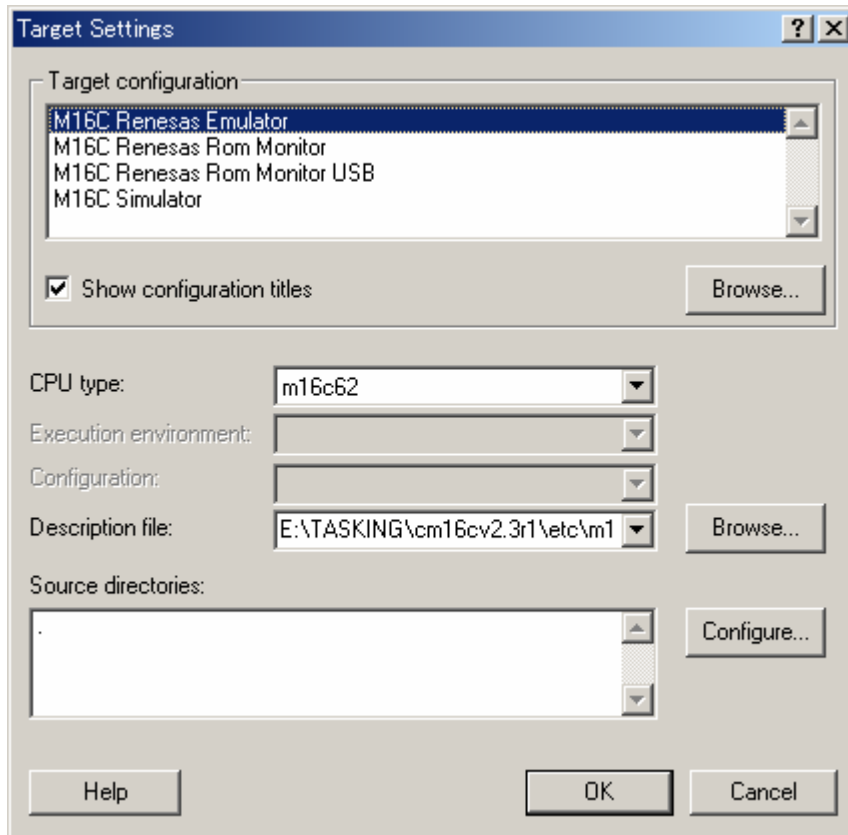 Target Settings
Target configuration
M16C Renesas Emulator
M16C Renesas Rom Monitor
M16C Renesas Rom Monitor USB
M16C Simulator
Show configuration titles
Browse...
CPU type:
m16c62
Execution environment:
Configuration:
Description file:
E:\TASKING\cm16cv2.3r1\etc\m1
Browse...
Source directories:
.
Configure...
Help
OK
Cancel